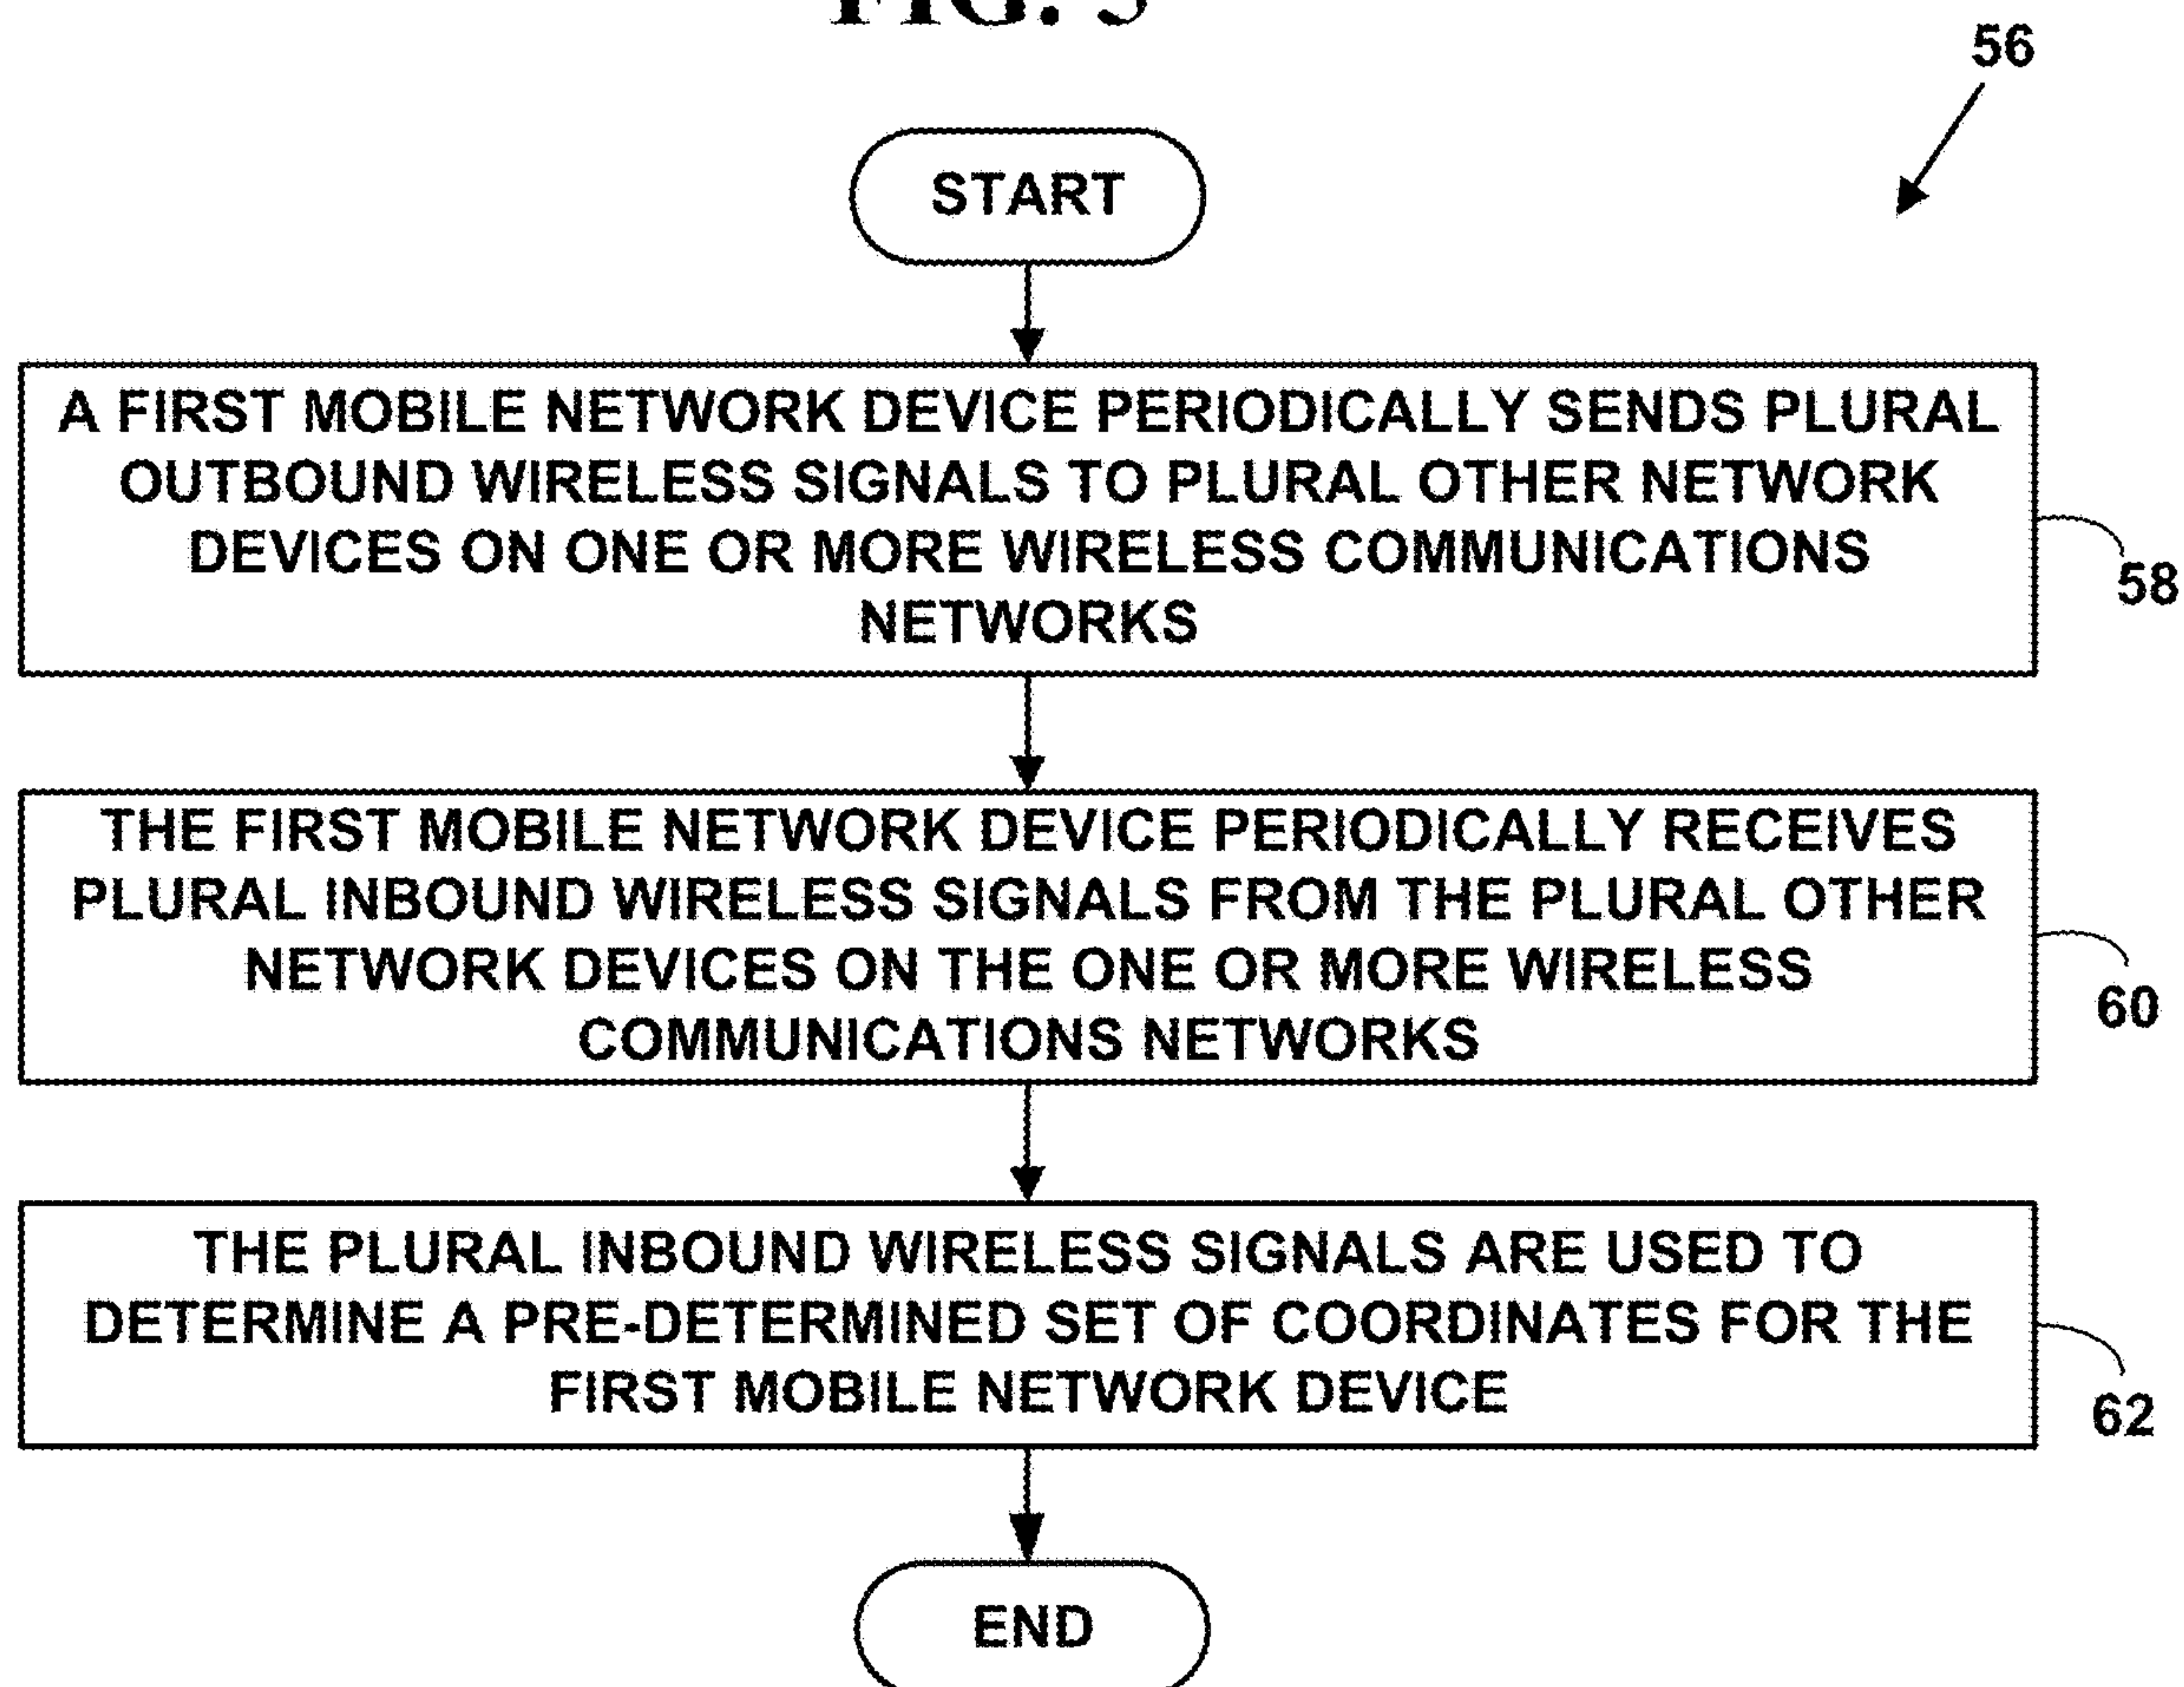 FIG. 3
56
START
A FIRST MOBILE NETWORK DEVICE PERIODICALLY SENDS PLURAL
OUTBOUND WIRELESS SIGNALS TO PLURAL OTHER NETWORK
DEVICES ON ONE OR MORE WIRELESS COMMUNICATIONS
NETWORKS
58
THE FIRST MOBILE NETWORK DEVICE PERIODICALLY RECEIVES
PLURAL INBOUND WIRELESS SIGNALS FROM THE PLURAL OTHER
NETWORK DEVICES ON THE ONE OR MORE WIRELESS
COMMUNICATIONS NETWORKS
60
THE PLURAL INBOUND WIRELESS SIGNALS ARE USED TO
DETERMINE A PRE-DETERMINED SET OF COORDINATES FOR THE
FIRST MOBILE NETWORK DEVICE
62
END